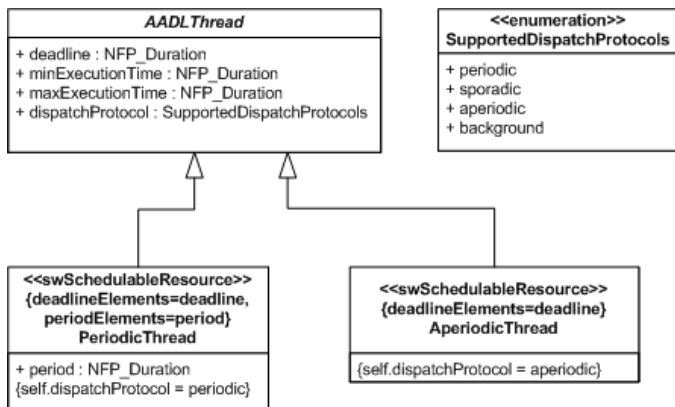 AADLThread
+ deadline : NFP_Duration
+ minExecutionTime : NFP_Duration
+ maxExecutionTime : NFP_Duration
+ dispatchProtocol : SupportedDispatchProtocols
<<enumeration>>
SupportedDispatchProtocols
+ periodic
+ sporadic
+ aperiodic
+ background
<<swSchedulableResource>>
{deadlineElements=deadline,
periodElements=period}
PeriodicThread
+ period : NFP_Duration
{self.dispatchProtocol = periodic}
<<swSchedulableResource>>
{deadlineElements=deadline}
AperiodicThread
{self.dispatchProtocol = aperiodic}